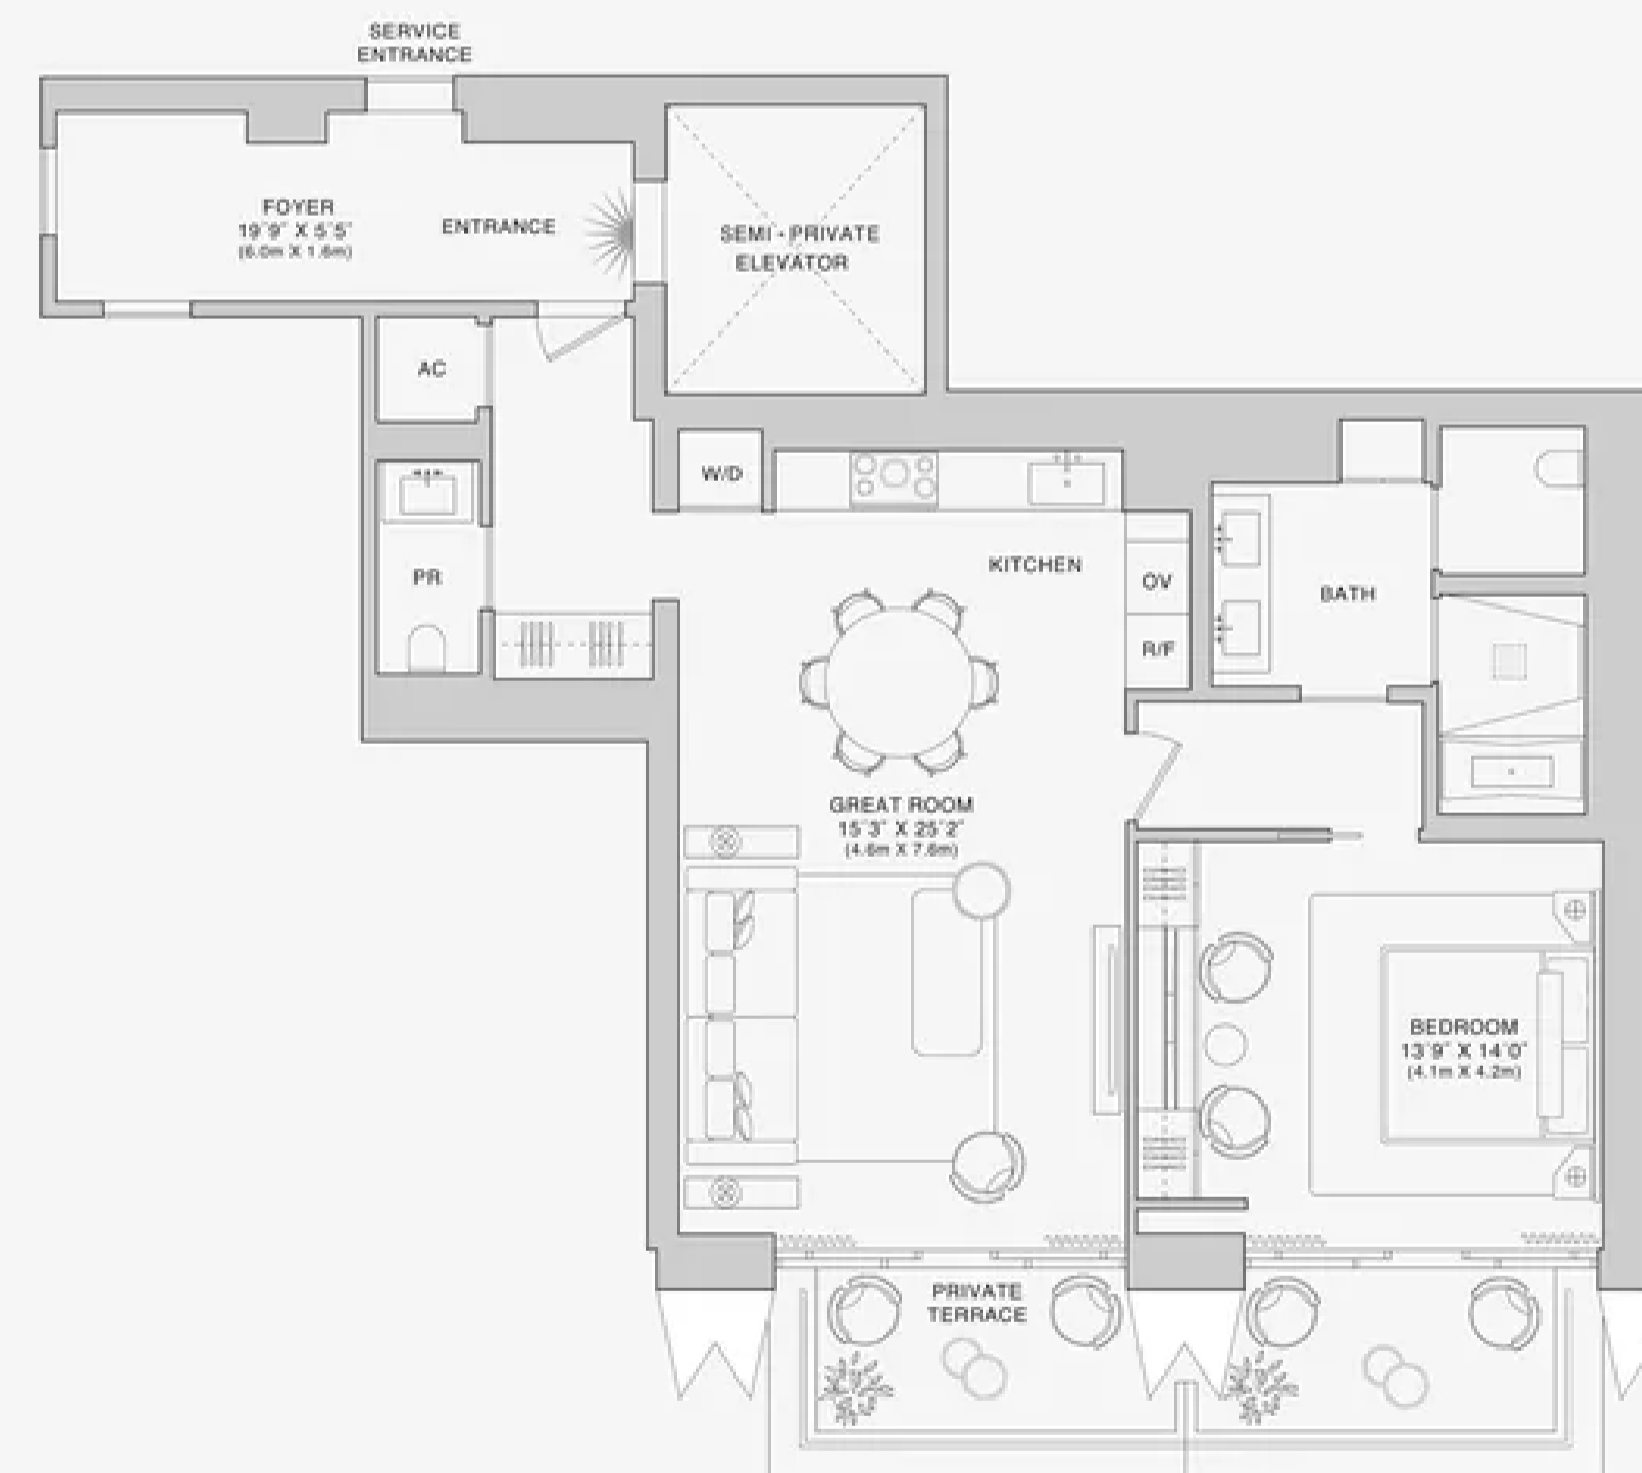 SERVICE
ENTRANCE
FOYER
19'9" X 5'5"
(6.0m X 1.6m)
ENTRANCE
SEMI-PRIVATE
ELEVATOR
AC
W/D
PR
KITCHEN
OV
R/F
BATH
GREAT ROOM
15'3" X 25'2"
(4.6m X 7.6m)
BEDROOM
13'9" X 14'0"
(4.1m X 4.2m)
PRIVATE
TERRACE